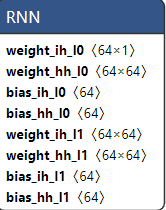 RNN
weight_ih_l0 〈64×1〉
weight_hh_l0 〈64×64〉
bias_ih_l0 〈64〉
bias_hh_l0 〈64〉
weight_ih_l1 〈64×64〉
weight_hh_l1 〈64×64〉
bias_ih_l1 〈64〉
bias_hh_l1 〈64〉